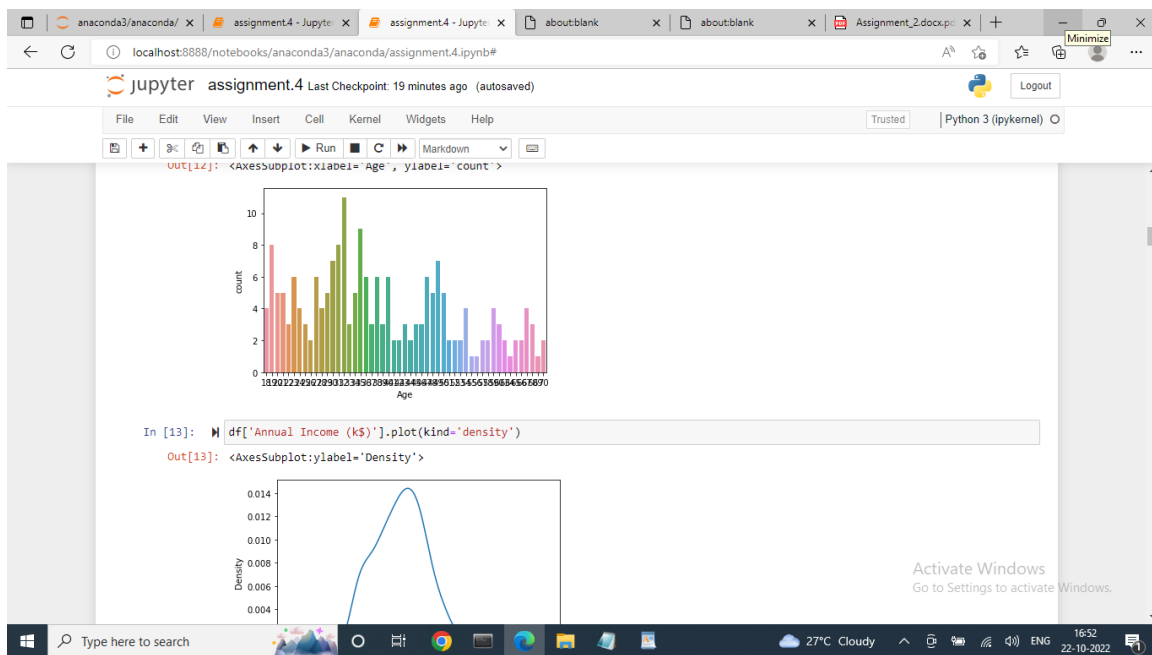 anaconda3/anaconda/
assignment.4 - Jupyte
assignment.4 - Jupyte
about:blank
about:blank
Assignment_2.docx.pd
Minimize
localhost:8888/notebooks/anaconda3/anaconda/assignment.4.ipynb#
jupyter assignment.4 Last Checkpoint: 19 minutes ago (autosaved)
Logout
File Edit View Insert Cell Kernel Widgets Help
Trusted
Python 3 (ipykernel)
Run
Markdown
Out[12]: <AxesSubplot:xlabel='Age', ylabel='count'>
10
8
6
4
2
0
count
Age
In [13]: df['Annual Income (k$)'].plot(kind='density')
Out[13]: <AxesSubplot:ylabel='Density'>
0.014
0.012
0.010
0.008
0.006
0.004
Density
Activate Windows
Go to Settings to activate Windows.
Type here to search
27°C Cloudy
ENG
16:52
22-10-2022
1